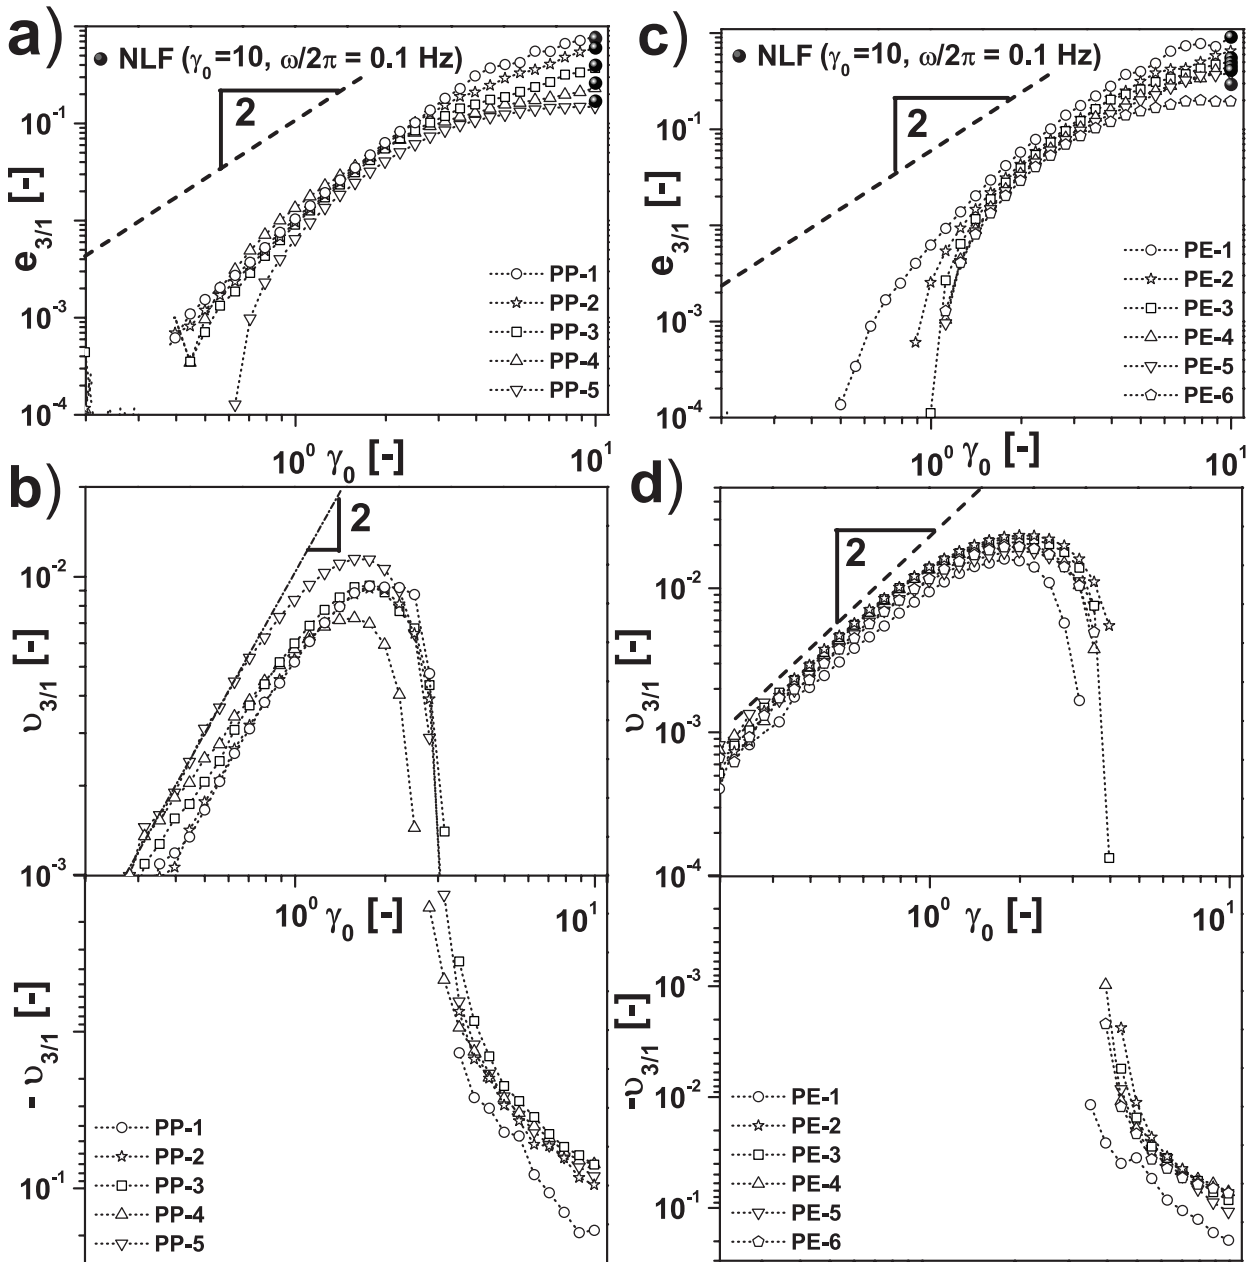 a)
NLF (γ₀=10, ω/2π = 0.1 Hz)
2
10⁻¹
10⁻³
10⁻⁴
e₃/₁ [-]
PP-1
PP-2
PP-3
PP-4
PP-5
10⁰ γ₀ [-] 10¹
c)
NLF (γ₀=10, ω/2π = 0.1 Hz)
2
10⁻¹
10⁻³
10⁻⁴
e₃/₁ [-]
PE-1
PE-2
PE-3
PE-4
PE-5
PE-6
10⁰ γ₀ [-] 10¹
b)
2
10⁻²
10⁻³
υ₃/₁ [-]
10⁰ γ₀ [-] 10¹
-υ₃/₁ [-]
10⁻¹
PP-1
PP-2
PP-3
PP-4
PP-5
d)
2
10⁻²
10⁻³
10⁻⁴
υ₃/₁ [-]
10⁰ γ₀ [-] 10¹
-υ₃/₁ [-]
10⁻³
10⁻²
10⁻¹
PE-1
PE-2
PE-3
PE-4
PE-5
PE-6